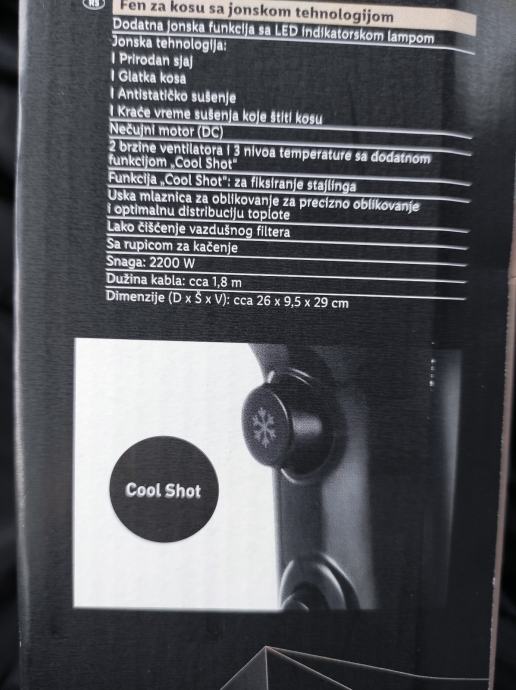 RS
Fen za kosu sa jonskom tehnologijom
Dodatna jonska funkcija sa LED indikatorskom lampom
Jonska tehnologija:
I Prirodan sjaj
I Glatka kosa
I Antistatičko sušenje
I Kraće vreme sušenja koje štiti kosu
Nečujni motor (DC)
2 brzine ventilatora i 3 nivoa temperature sa dodatnom
funkcijom „Cool Shot“
Funkcija „Cool Shot“: za fiksiranje stajlinga
Uska mlaznica za oblikovanje za precizno oblikovanje
i optimalnu distribuciju toplote
Lako čišćenje vazdušnog filtera
Sa rupicom za kačenje
Snaga: 2200 W
Dužina kabla: cca 1,8 m
Dimenzije (D x Š x V): cca 26 x 9,5 x 29 cm
Cool Shot